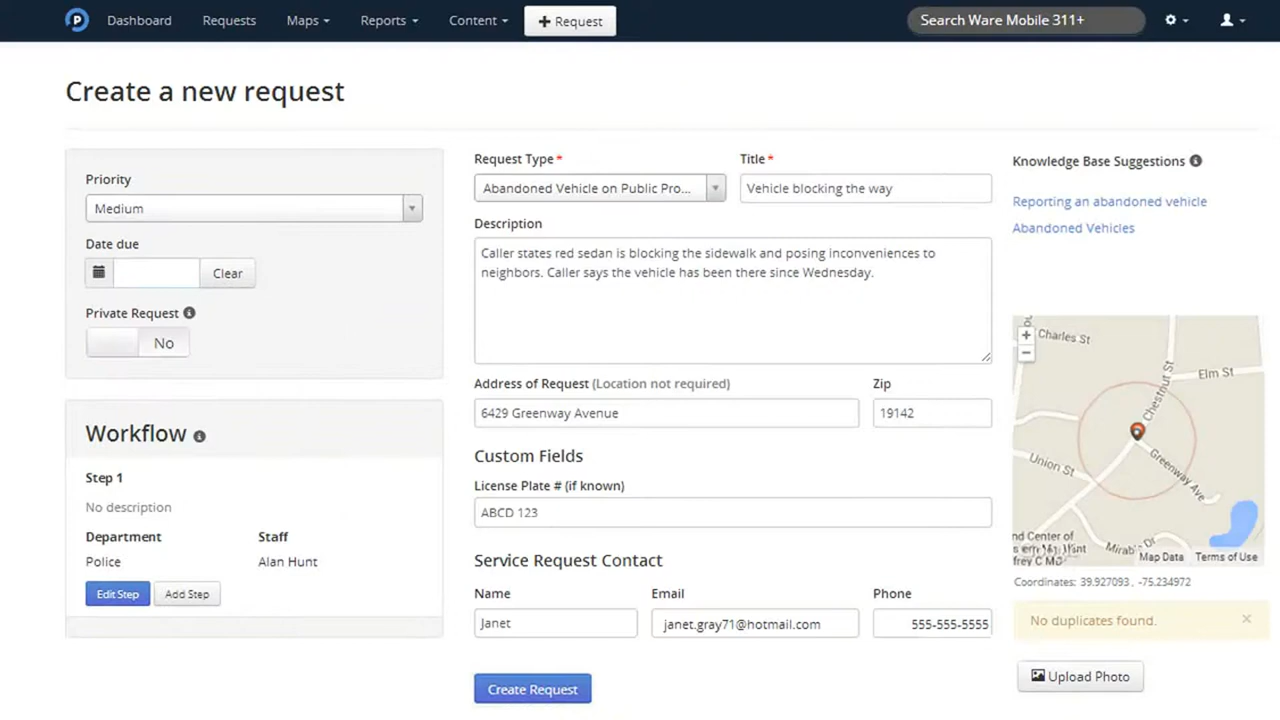 Dashboard Requests Maps Reports Content + Request Search Ware Mobile 311+
Create a new request
Priority
Medium
Date due
Clear
Private Request
No
Workflow
Step 1
No description
Department Staff
Police Alan Hunt
Edit Step Add Step
Request Type* Title*
Abandoned Vehicle on Public Pro... Vehicle blocking the way
Description
Caller states red sedan is blocking the sidewalk and posing inconveniences to
neighbors. Caller says the vehicle has been there since Wednesday.
Address of Request (Location not required) Zip
6429 Greenway Avenue 19142
Custom Fields
License Plate # (if known)
ABCD 123
Service Request Contact
Name Email Phone
Janet janet.gray71@hotmail.com 555-555-5555
Create Request
Knowledge Base Suggestions
Reporting an abandoned vehicle
Abandoned Vehicles
Charles St
Elm St
Chestnut St
Union St
Greenway Ave
nd Center of
Map Data Terms of Use
Coordinates: 39.927093 , -75.234972
No duplicates found. ×
Upload Photo